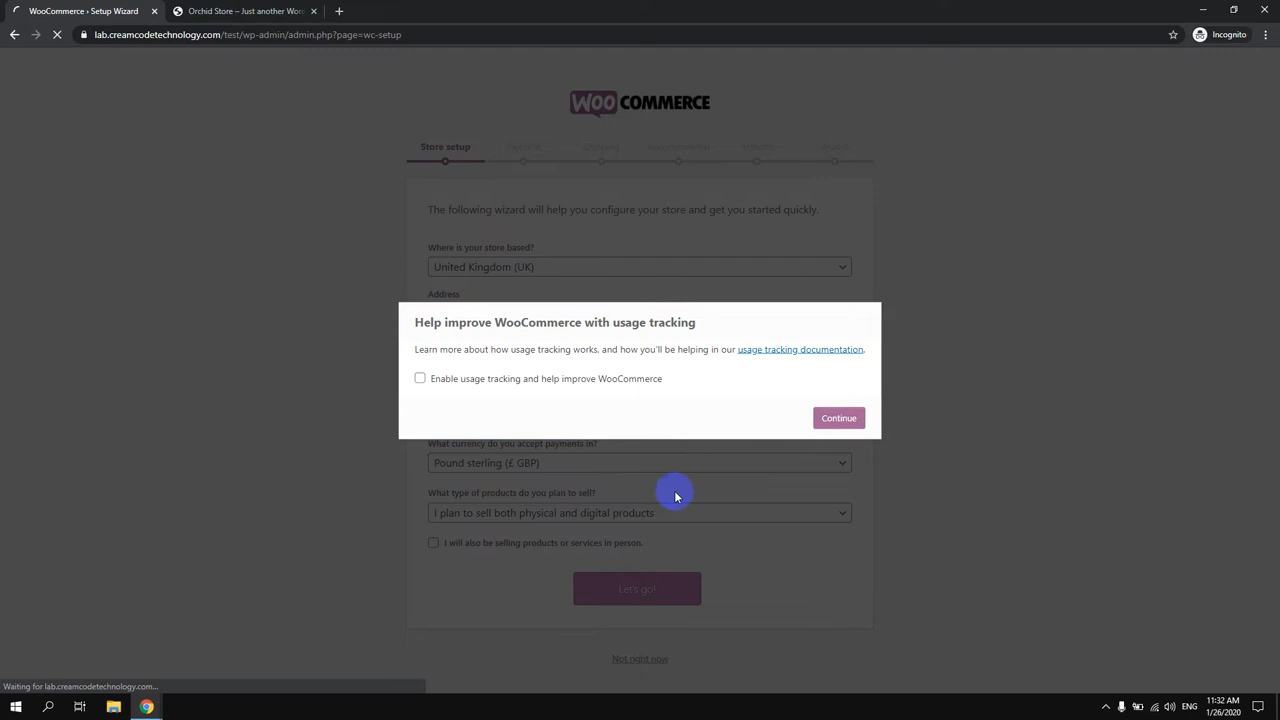 WooCommerce › Setup Wizard
Orchid Store – Just another Wor
lab.creamcodetechnology.com/test/wp-admin/admin.php?page=wc-setup
Incognito
WOO COMMERCE
Store setup
The following wizard will help you configure your store and get you started quickly.
Where is your store based?
United Kingdom (UK)
Address
Help improve WooCommerce with usage tracking
Learn more about how usage tracking works, and how you'll be helping in our usage tracking documentation.
Enable usage tracking and help improve WooCommerce
Continue
What currency do you accept payments in?
Pound sterling (£ GBP)
What type of products do you plan to sell?
I plan to sell both physical and digital products
I will also be selling products or services in person.
Let's go!
Not right now
Waiting for lab.creamcodetechnology.com...
ENG
11:32 AM
1/26/2020